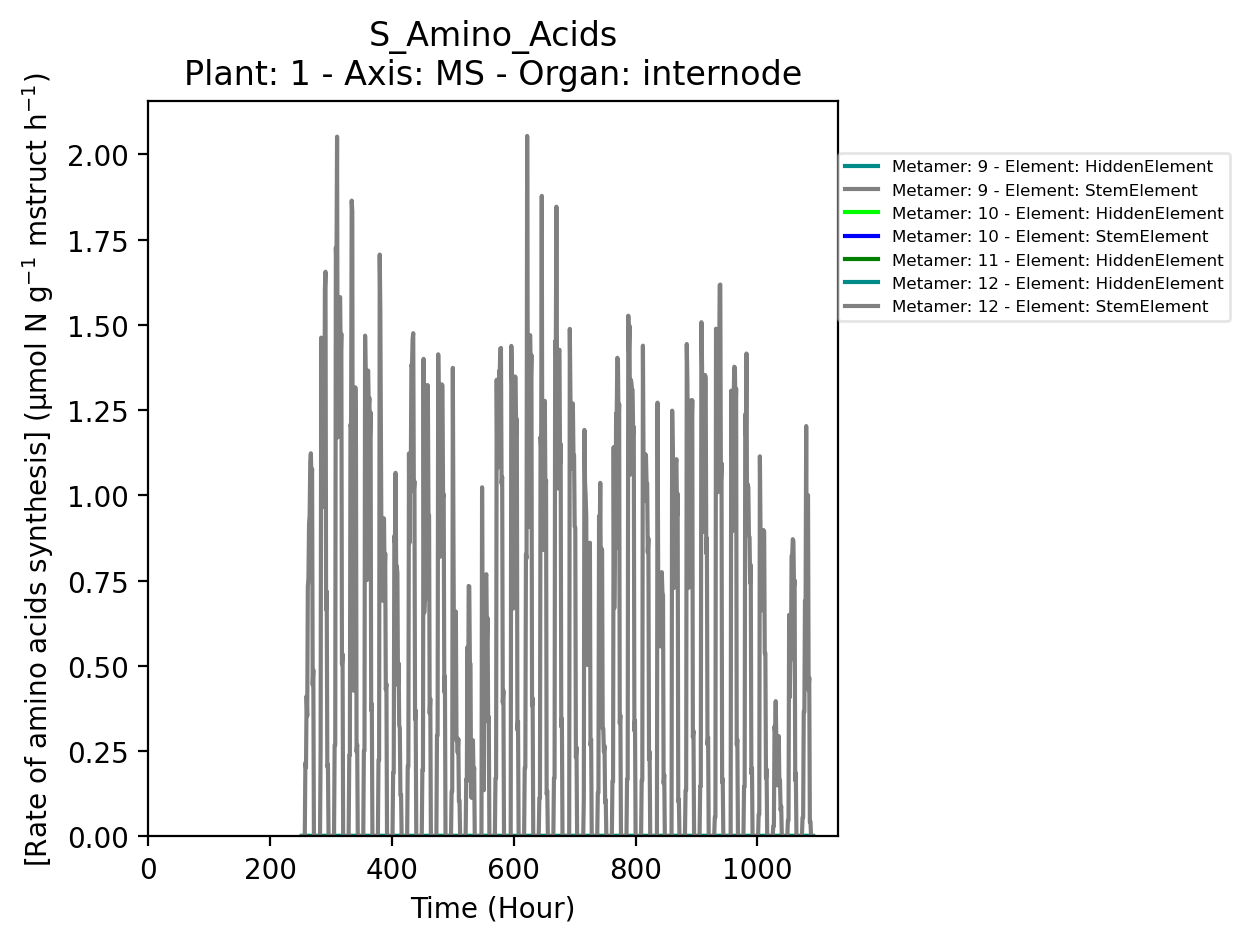 S_Amino_Acids
Plant: 1 - Axis: MS - Organ: internode
[Rate of amino acids synthesis] (µmol N g⁻¹ mstruct h⁻¹)
2.00
1.75
1.50
1.25
1.00
0.75
0.50
0.25
0.00
0 200 400 600 800 1000
Time (Hour)
Metamer: 9 - Element: HiddenElement
Metamer: 9 - Element: StemElement
Metamer: 10 - Element: HiddenElement
Metamer: 10 - Element: StemElement
Metamer: 11 - Element: HiddenElement
Metamer: 12 - Element: HiddenElement
Metamer: 12 - Element: StemElement